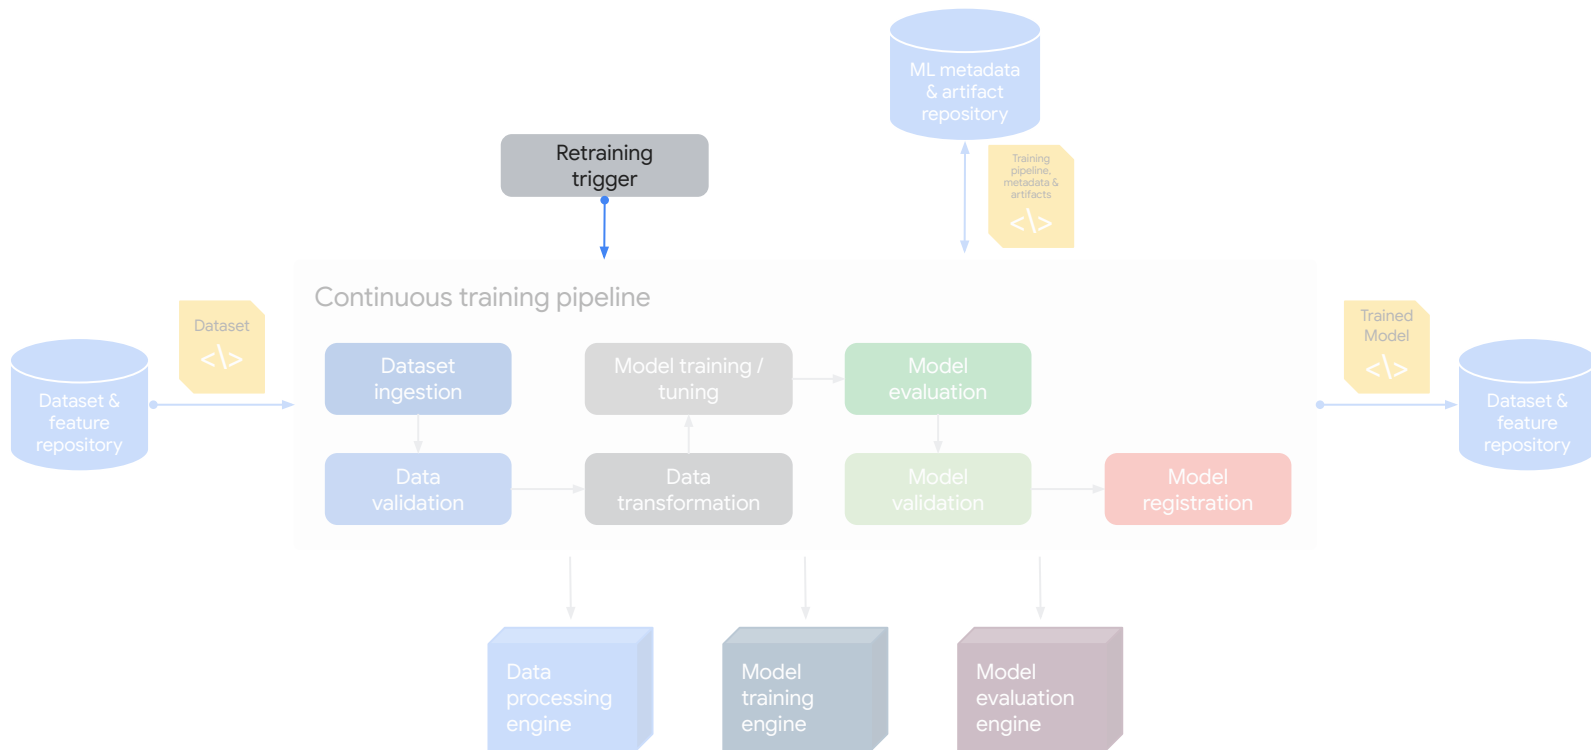 ML metadata
& artifact
repository
Retraining
trigger
Training
pipeline,
metadata &
artifacts
</>
Continuous training pipeline
Dataset
</>
Trained
Model
</>
Dataset &
feature
repository
Dataset
ingestion
Model training /
tuning
Model
evaluation
Data
validation
Data
transformation
Model
validation
Model
registration
Dataset &
feature
repository
Data
processing
engine
Model
training
engine
Model
evaluation
engine